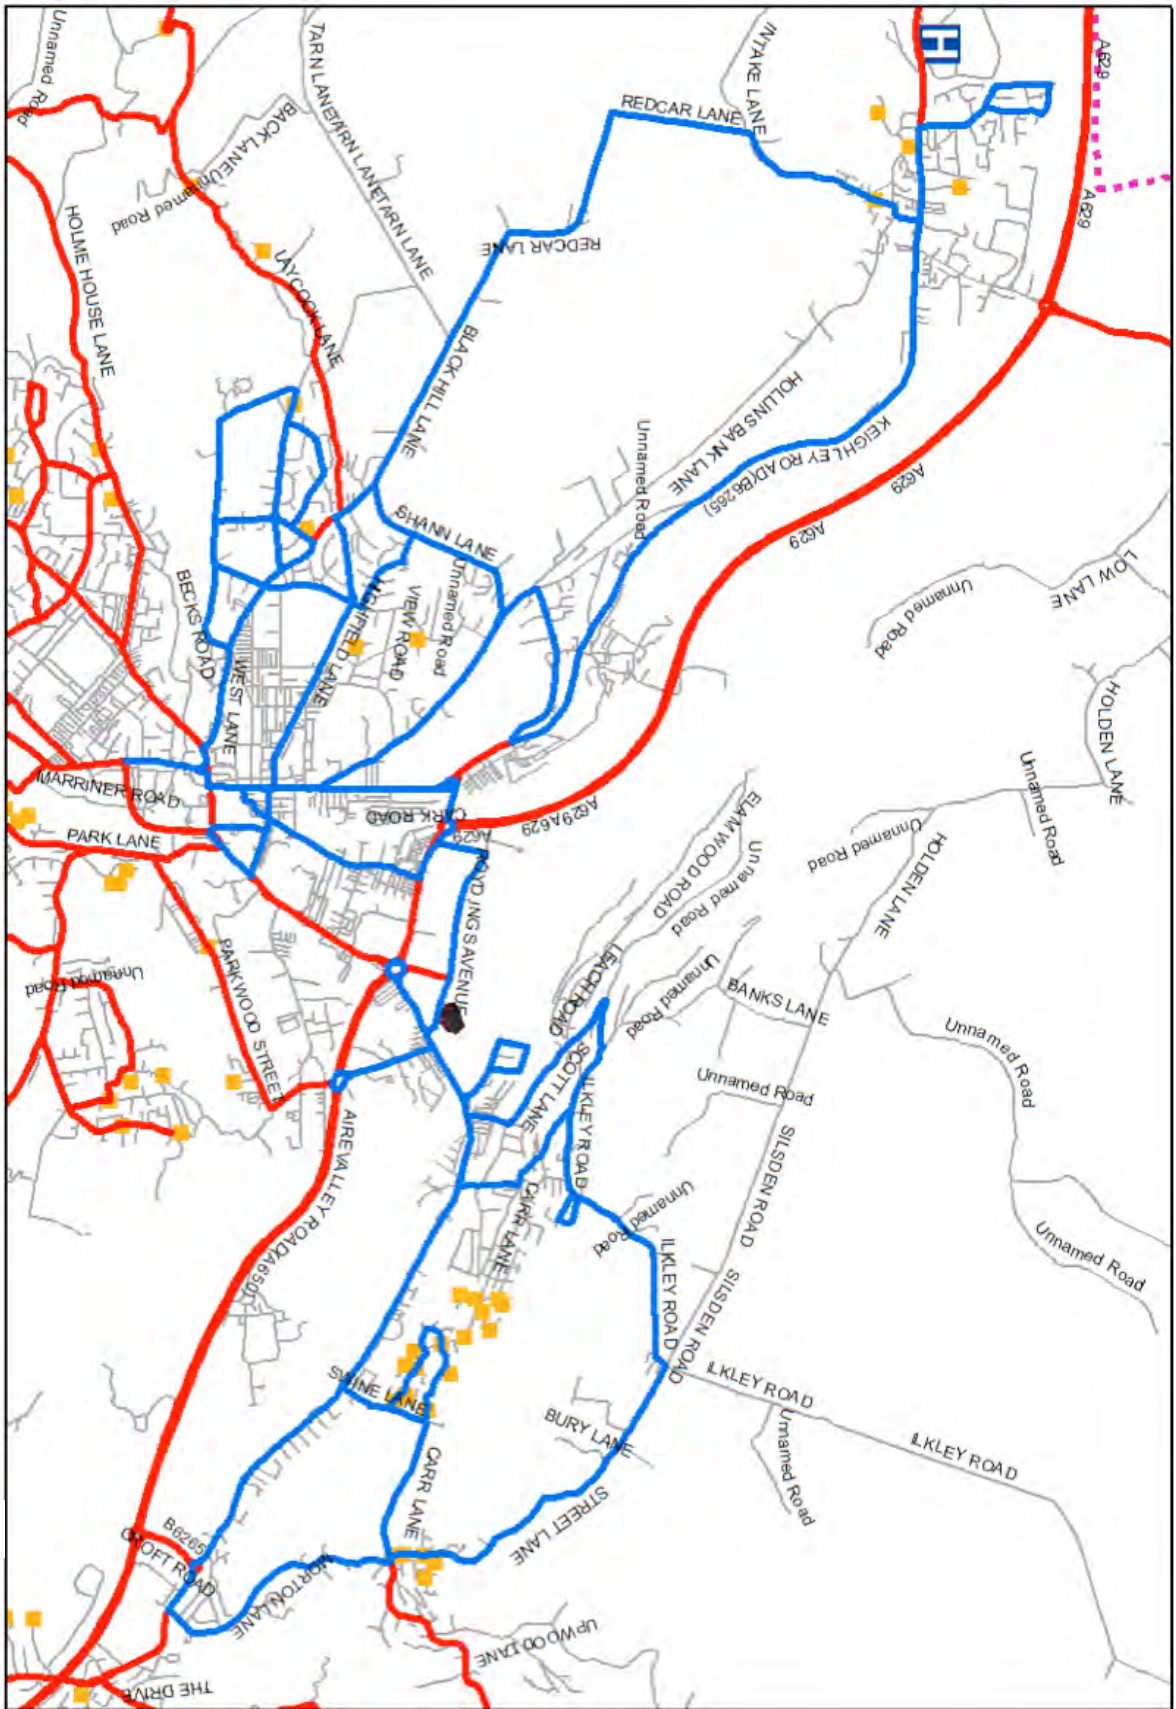 Unnamed Road
TARN LANE
TARN LANE
TARN LANE
INTAKE LANE
H
A629
REDCAR LANE
BACK LANE
Unnamed Road
A629
HOLME HOUSE LANE
REDCAR LANE
LAYCOCK LANE
BLACK HILL LANE
HOLLINS BANK LANE
KEIGHLEY ROAD(B6265)
Unnamed Road
A629
A629
SHANN LANE
LOW LANE
Unnamed Road
Unnamed Road
BECKS ROAD
HIGHFIELD LANE
VIEW ROAD
WEST LANE
HOLDEN LANE
MARRINER ROAD
Unnamed Road
PARK LANE
CARK ROAD
A629
A629
A629
ELAMWOOD ROAD
Unnamed Road
Unnamed Road
HOLDEN LANE
ROYD INGS AVENUE
PARKWOOD STREET
Unnamed Road
LEACH ROAD
Unnamed Road
BANKS LANE
Unnamed Road
SCOTT LANE
ILKLEY ROAD
Unnamed Road
AIREVALLEY ROAD(A650)
SILSDEN ROAD
CARR LANE
Unnamed Road
Unnamed Road
ILKLEY ROAD
SILSDEN ROAD
SWINE LANE
ILKLEY ROAD
BURY LANE
Unnamed Road
ILKLEY ROAD
CARR LANE
STREET LANE
B6265
CROFT ROAD
MORTON LANE
UPWOOD LANE
THE DRIVE